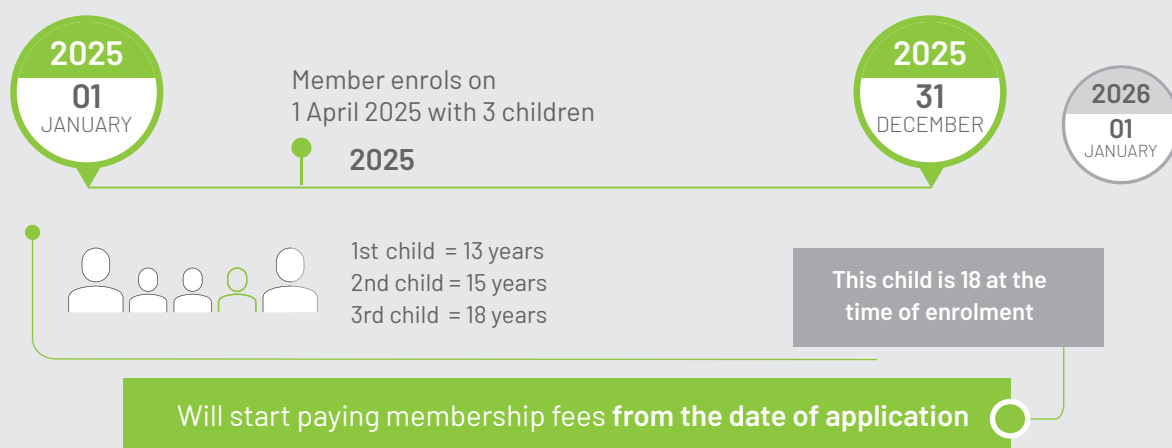 2025
01
JANUARY
Member enrols on
1 April 2025 with 3 children
2025
2025
31
DECEMBER
2026
01
JANUARY
1st child = 13 years
2nd child = 15 years
3rd child = 18 years
This child is 18 at the
time of enrolment
Will start paying membership fees from the date of application